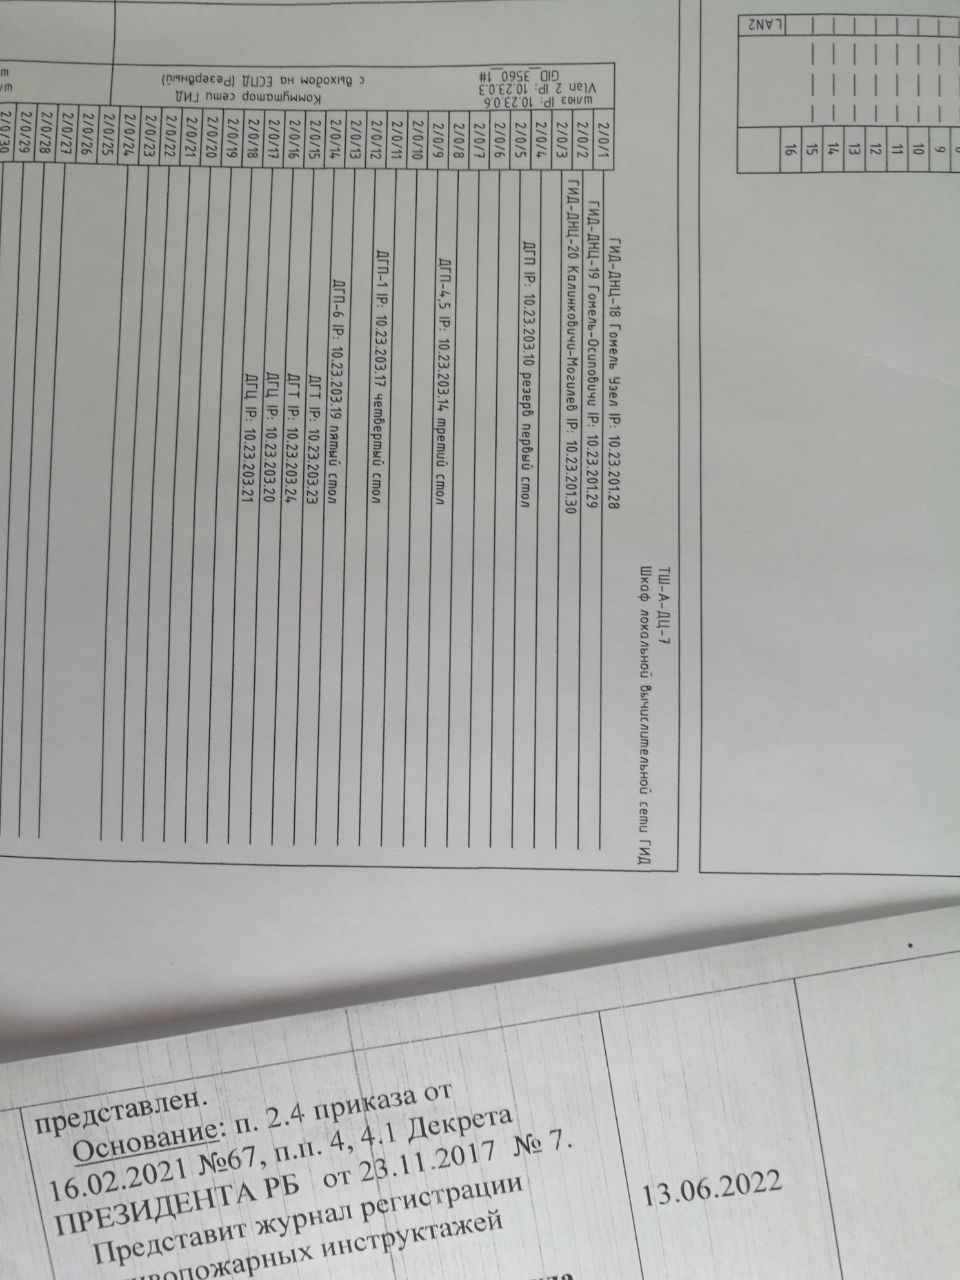 ТШ-А-ДЦ-7
Шкаф локальной вычислительной сети ГИД
шлюз IP: 10.23.0.6
Vlan 2 IP: 10.23.0.3
GID_3560_1#
Коммутатор сети ГИД
с выходом на ЕСПД (Резервный)
2/0/1 ГИД-ДНЦ-18 Гомель Узел IP: 10.23.201.28
2/0/2 ГИД-ДНЦ-19 Гомель-Осиповичи IP: 10.23.201.29
2/0/3 ГИД-ДНЦ-20 Калинковичи-Могилев IP: 10.23.201.30
2/0/4
2/0/5 ДГП IP: 10.23.203.10 резерв первый стол
2/0/6
2/0/7
2/0/8
2/0/9 ДГП-4,5 IP: 10.23.203.14 третий стол
2/0/10
2/0/11
2/0/12 ДГП-1 IP: 10.23.203.17 четвертый стол
2/0/13
2/0/14 ДГП-6 IP: 10.23.203.19 пятый стол
2/0/15 ДГТ IP: 10.23.203.23
2/0/16 ДГТ IP: 10.23.203.24
2/0/17 ДГЦ IP: 10.23.203.20
2/0/18 ДГЦ IP: 10.23.203.21
2/0/19
2/0/20
2/0/21
2/0/22
2/0/23
2/0/24
2/0/25
2/0/26
2/0/27
2/0/28
2/0/29
2/0/30
LAN2
9
10
11
12
13
14
15
16
представлен.
Основание: п. 2.4 приказа от
16.02.2021 №67, п.п. 4, 4.1 Декрета
ПРЕЗИДЕНТА РБ от 23.11.2017 № 7.
Представит журнал регистрации
инструктажей
13.06.2022